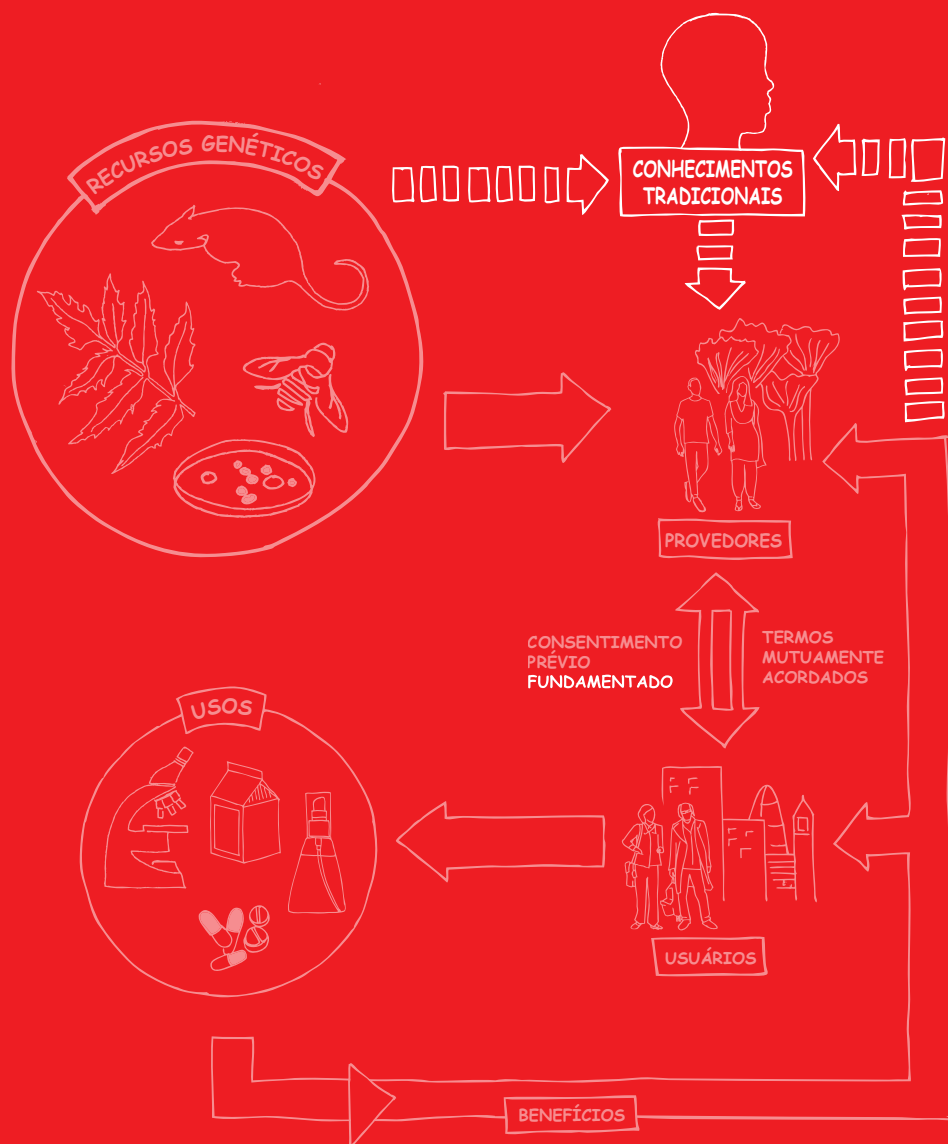 RECURSOS GENÉTICOS
CONHECIMENTOS
TRADICIONAIS
PROVEDORES
CONSENTIMENTO
PRÉVIO
FUNDAMENTADO
TERMOS
MUTUAMENTE
ACORDADOS
USOS
USUÁRIOS
BENEFÍCIOS